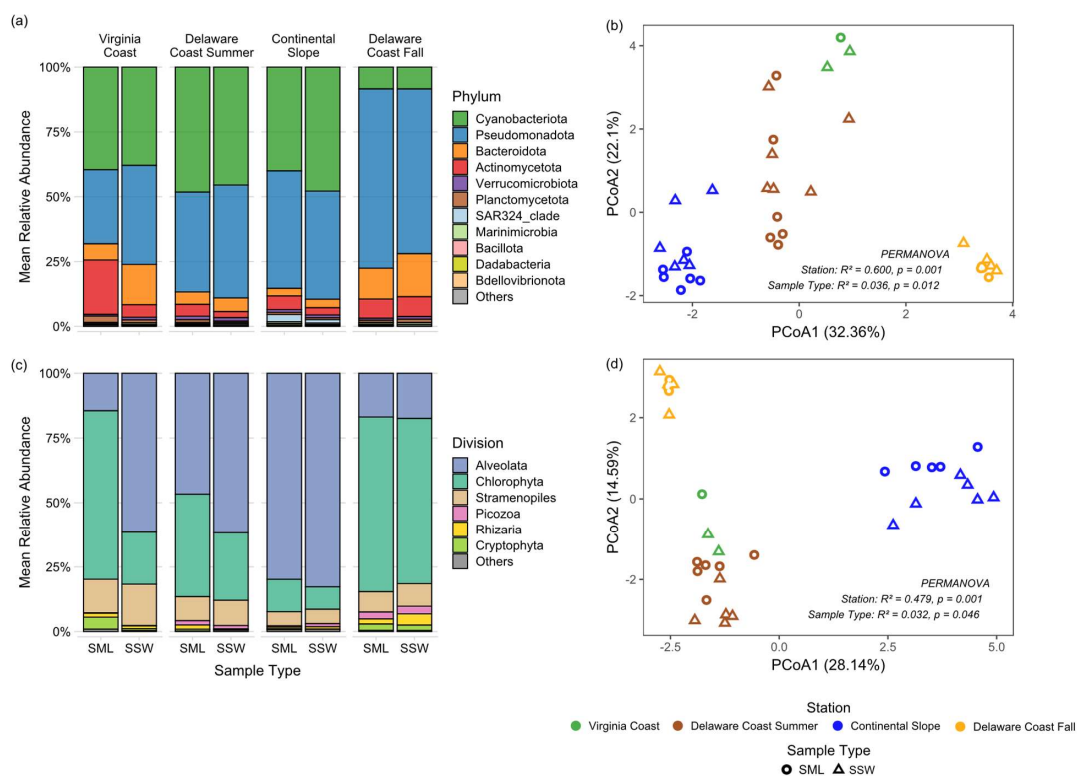 (a)
Virginia
Coast
Delaware
Coast Summer
Continental
Slope
Delaware
Coast Fall
100%
75%
50%
25%
0%
Mean Relative Abundance
Phylum
Cyanobacteriota
Pseudomonadota
Bacteroidota
Actinomycetota
Verrucomicrobiota
Planctomycetota
SAR324_clade
Marinimicrobia
Bacillota
Dadabacteria
Bdellovibrionota
Others
(b)
4
2
0
-2
PCoA2 (22.1%)
PERMANOVA
Station: R² = 0.600, p = 0.001
Sample Type: R² = 0.036, p = 0.012
-2 0 2 4
PCoA1 (32.36%)
(c)
100%
75%
50%
25%
0%
Mean Relative Abundance
SML SSW SML SSW SML SSW SML SSW
Sample Type
Division
Alveolata
Chlorophyta
Stramenopiles
Picozoa
Rhizaria
Cryptophyta
Others
(d)
2
0
-2
PCoA2 (14.59%)
PERMANOVA
Station: R² = 0.479, p = 0.001
Sample Type: R² = 0.032, p = 0.046
-2.5 0.0 2.5 5.0
PCoA1 (28.14%)
Station
Virginia Coast Delaware Coast Summer Continental Slope Delaware Coast Fall
Sample Type
SML SSW